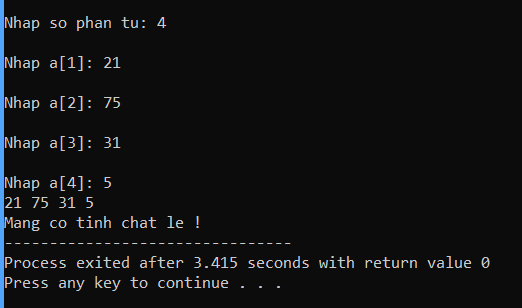 Nhap so phan tu: 4
Nhap a[1]: 21
Nhap a[2]: 75
Nhap a[3]: 31
Nhap a[4]: 5
21 75 31 5
Mang co tinh chat le !
--------------------------------
Process exited after 3.415 seconds with return value 0
Press any key to continue . . .